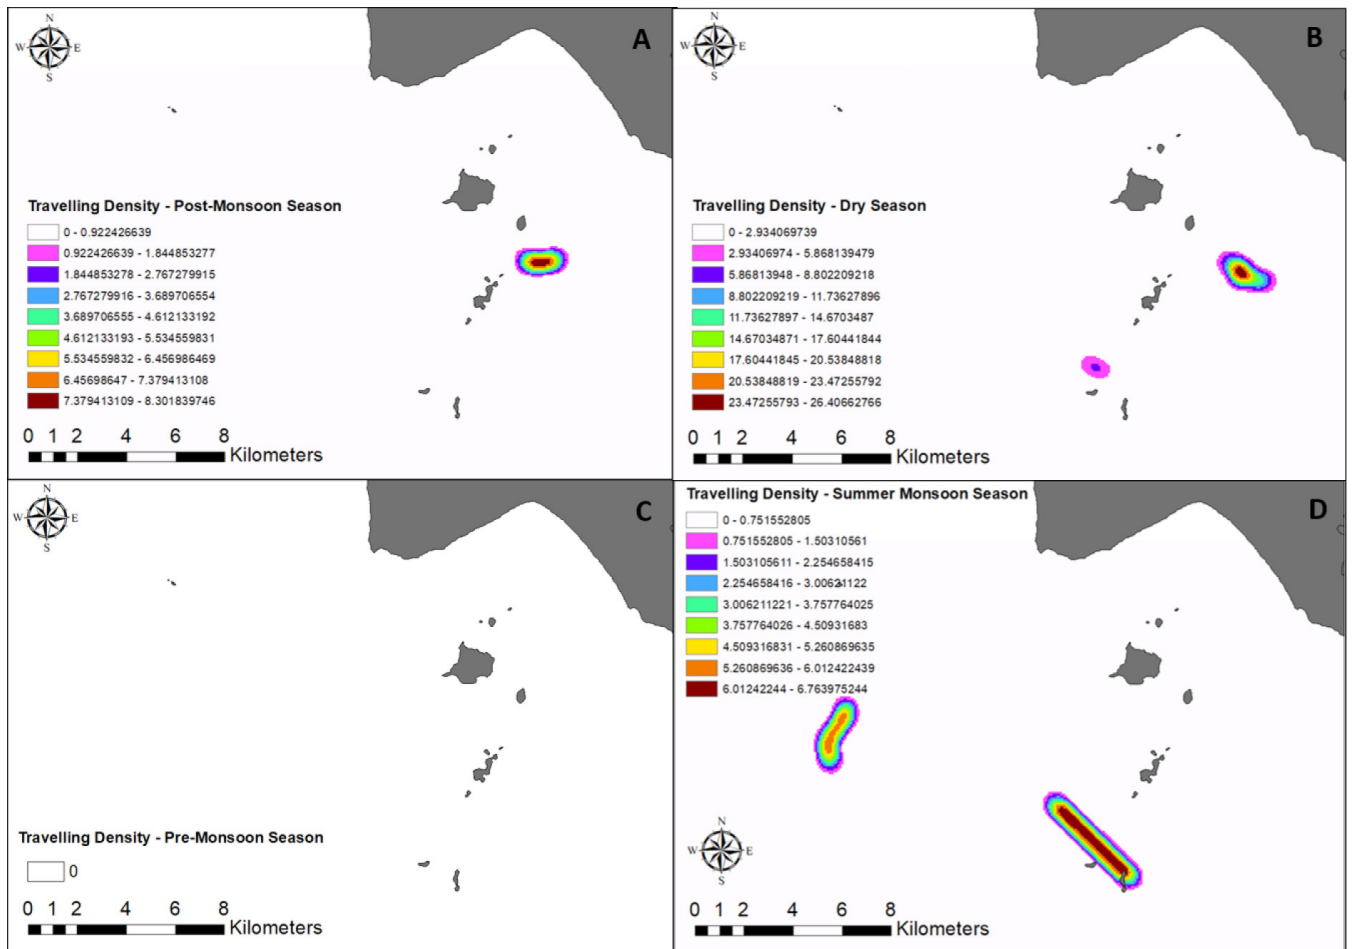 N
W E
S
A
Travelling Density - Post-Monsoon Season
0 - 0.922426639
0.922426639 - 1.844853277
1.844853278 - 2.767279915
2.767279916 - 3.689706554
3.689706555 - 4.612133192
4.612133193 - 5.534559831
5.534559832 - 6.456986469
6.45698647 - 7.379413108
7.379413109 - 8.301839746
0 1 2 4 6 8
Kilometers
N
W E
S
B
Travelling Density - Dry Season
0 - 2.934069739
2.93406974 - 5.868139479
5.86813948 - 8.802209218
8.802209219 - 11.73627896
11.73627897 - 14.6703487
14.67034871 - 17.60441844
17.60441845 - 20.53848818
20.53848819 - 23.47255792
23.47255793 - 26.40662766
0 1 2 4 6 8
Kilometers
N
W E
S
C
Travelling Density - Pre-Monsoon Season
0
0 1 2 4 6 8
Kilometers
Travelling Density - Summer Monsoon Season
D
0 - 0.751552805
0.751552805 - 1.50310561
1.503105611 - 2.254658415
2.254658416 - 3.00621122
3.006211221 - 3.757764025
3.757764026 - 4.50931683
4.509316831 - 5.260869635
5.260869636 - 6.012422439
6.01242244 - 6.763975244
N
W E
S
0 1 2 4 6 8
Kilometers